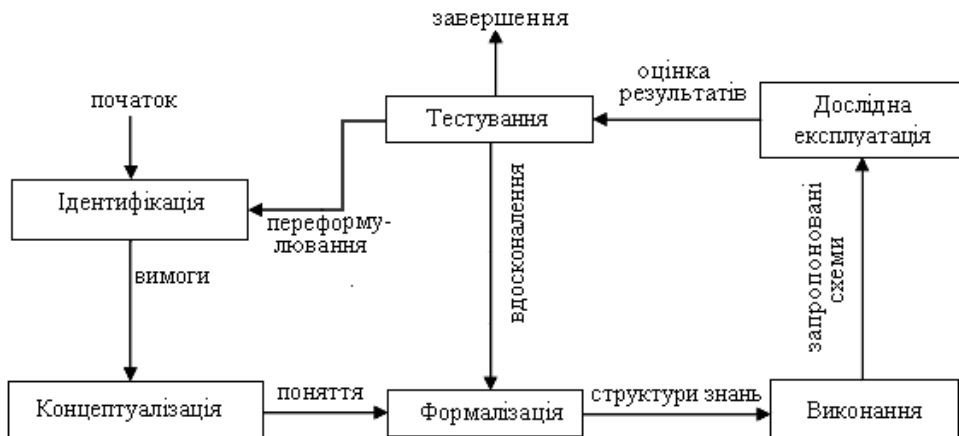 завершення
початок
Тестування
оцінка
результатів
Дослідна
експлуатація
Ідентифікація
переформу-
лювання
вдосконалення
запропоновані
схеми
вимоги
Концептуалізація
поняття
Формалізація
структури знань
Виконання